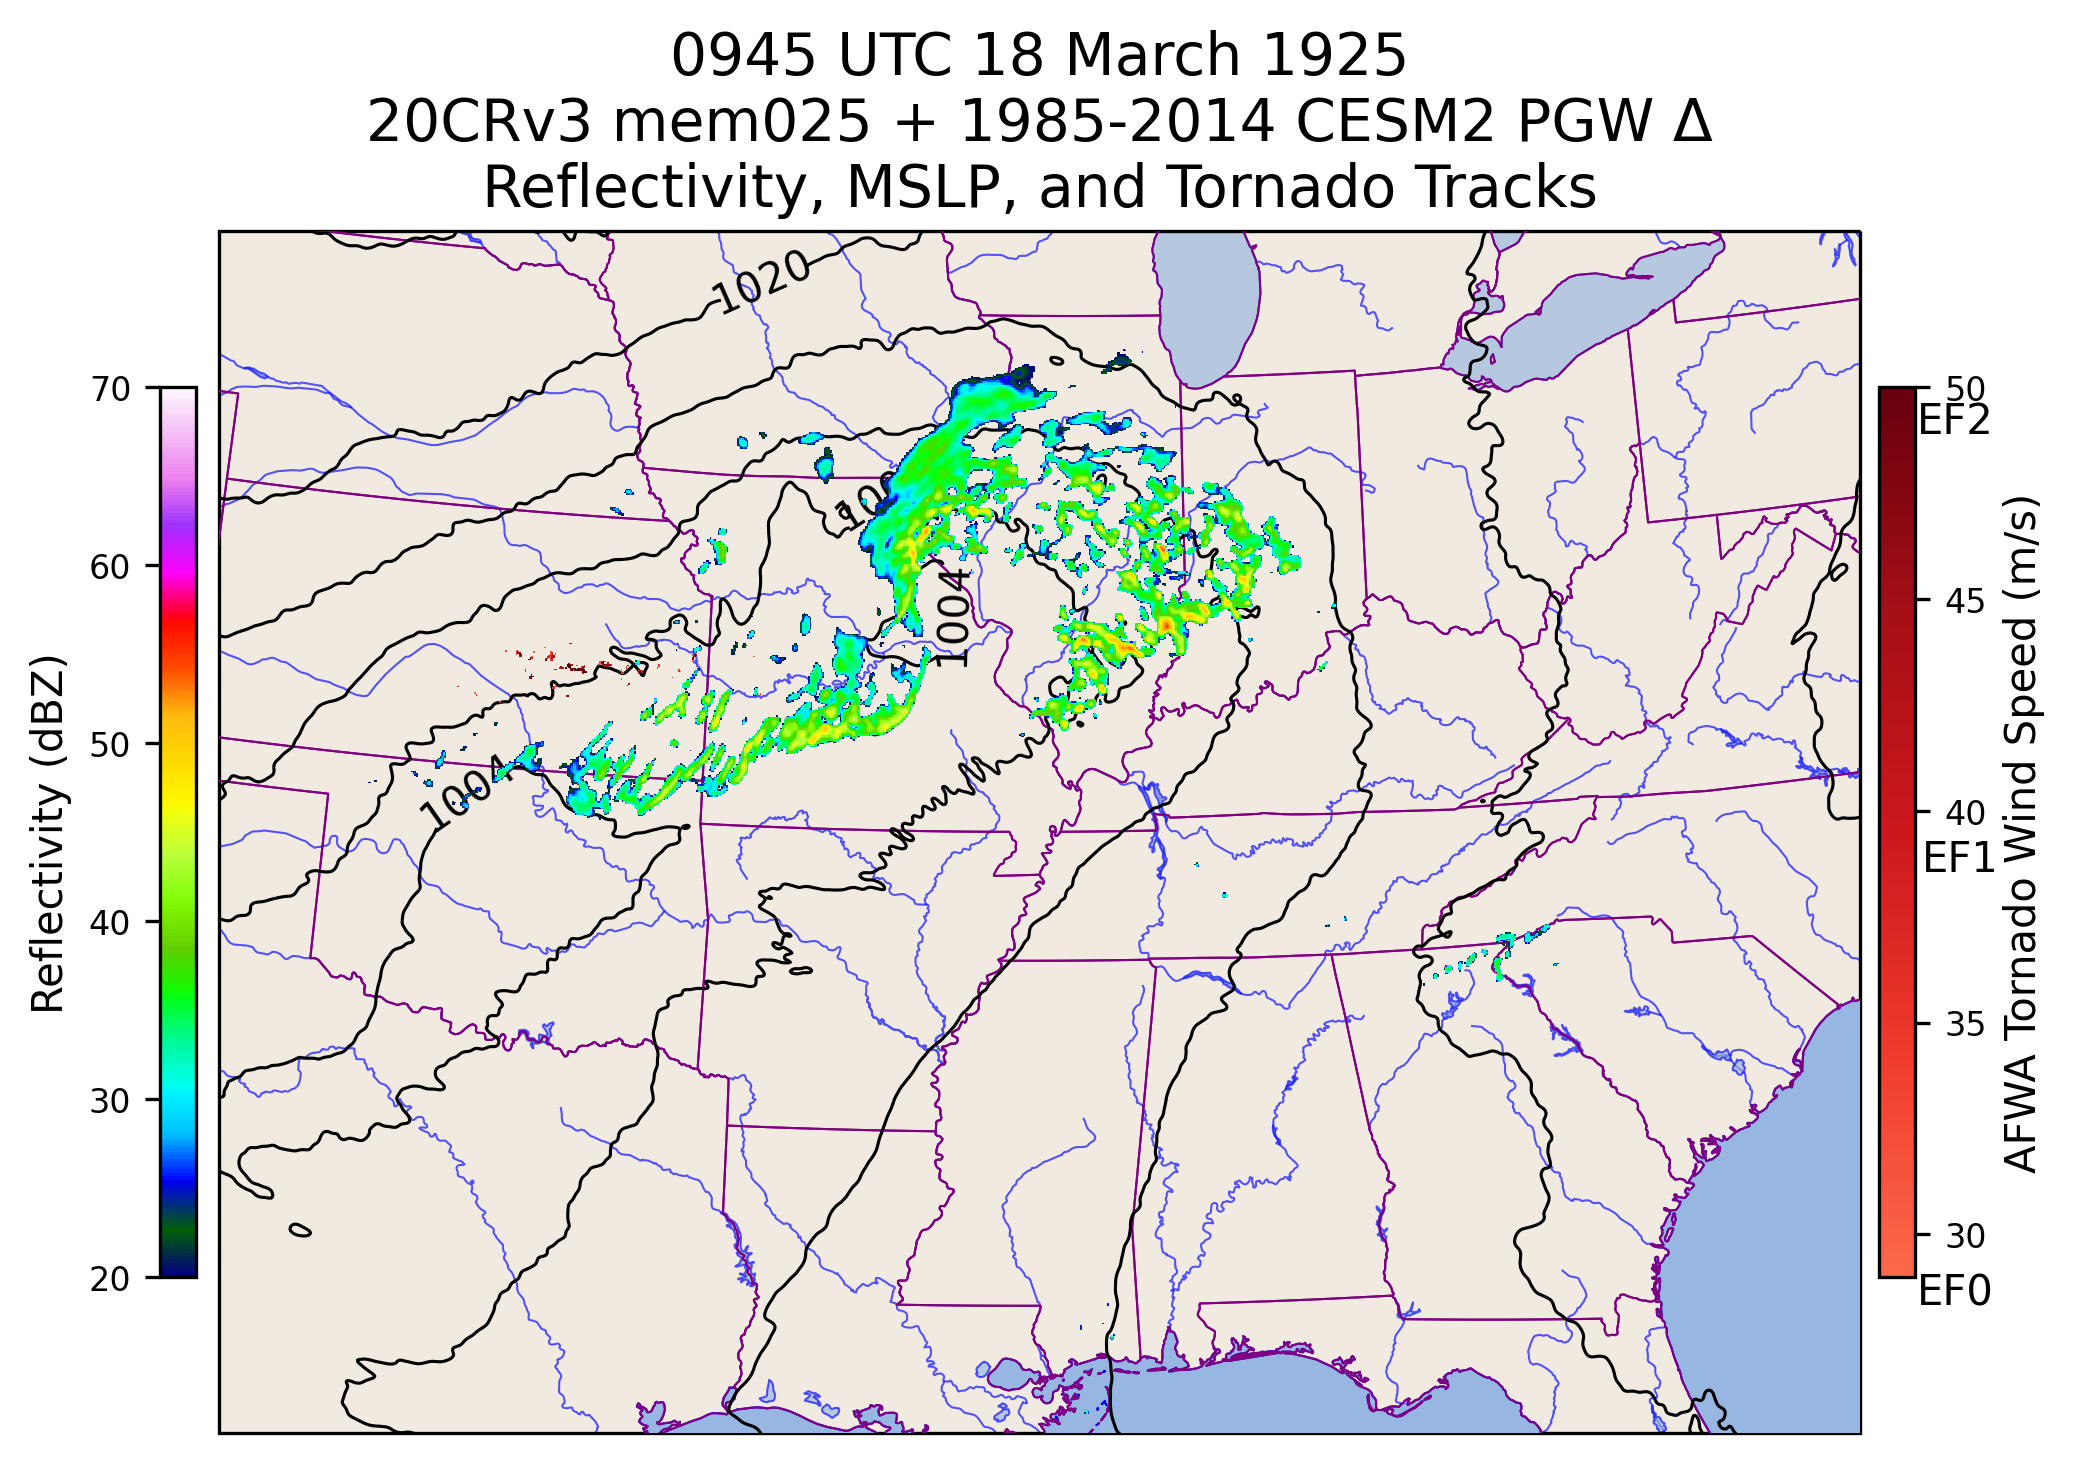 0945 UTC 18 March 1925
20CRv3 mem025 + 1985-2014 CESM2 PGW Δ
Reflectivity, MSLP, and Tornado Tracks
1020
1004
1004
70
60
50
40
30
20
Reflectivity (dBZ)
50
EF2
45
40
EF1
35
30
EF0
AFWA Tornado Wind Speed (m/s)